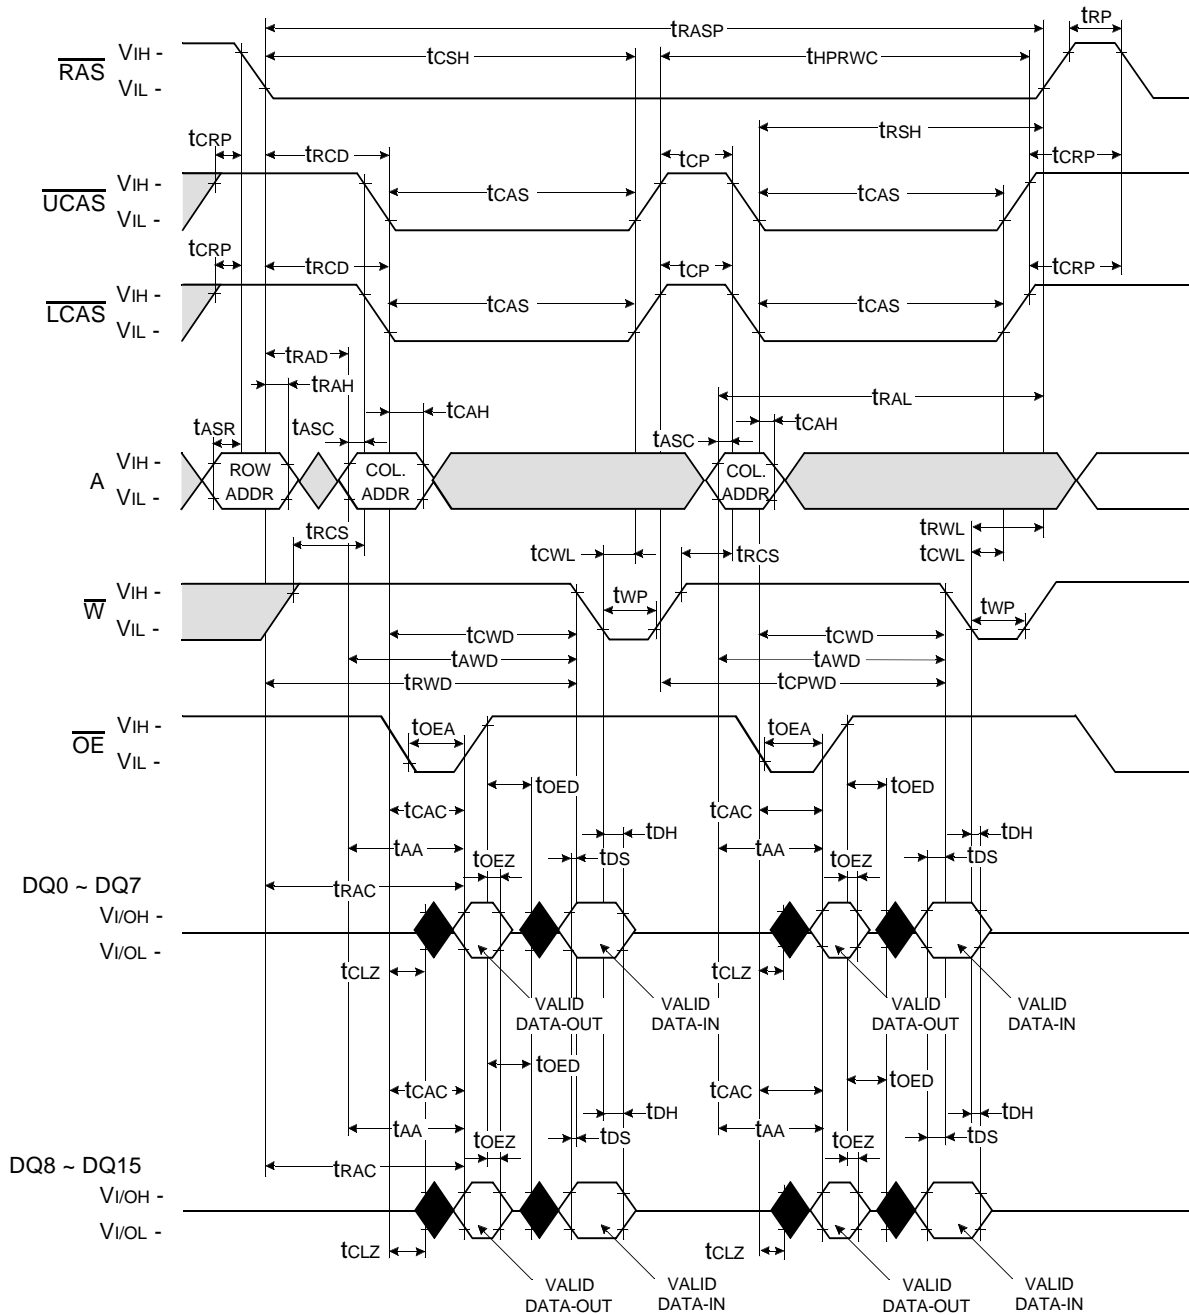 tRASP
tRP
RAS
VIH -
VIL -
tCSH
tHPRWC
tRSH
tCRP
tRCD
tCP
tCRP
UCAS
VIH -
VIL -
tCAS
tCAS
tCRP
tRCD
tCP
tCRP
LCAS
VIH -
VIL -
tCAS
tCAS
tRAD
tRAH
tCAH
tRAL
tCAH
tASR
tASC
tASC
A
VIH -
VIL -
ROW
ADDR
COL.
ADDR
COL.
ADDR
tRCS
tCWL
tRCS
tRWL
tCWL
W
VIH -
VIL -
tWP
tWP
tCWD
tCWD
tAWD
tAWD
tRWD
tCPWD
OE
VIH -
VIL -
tOEA
tOEA
tOED
tOED
tCAC
tCAC
tDH
tDH
tAA
tOEZ
tDS
tAA
tOEZ
tDS
DQ0 ~ DQ7
tRAC
VI/OH -
VI/OL -
tCLZ
tCLZ
VALID
DATA-OUT
VALID
DATA-IN
VALID
DATA-OUT
VALID
DATA-IN
tOED
tOED
tCAC
tCAC
tDH
tDH
tAA
tOEZ
tDS
tAA
tOEZ
tDS
DQ8 ~ DQ15
tRAC
VI/OH -
VI/OL -
tCLZ
tCLZ
VALID
DATA-OUT
VALID
DATA-IN
VALID
DATA-OUT
VALID
DATA-IN